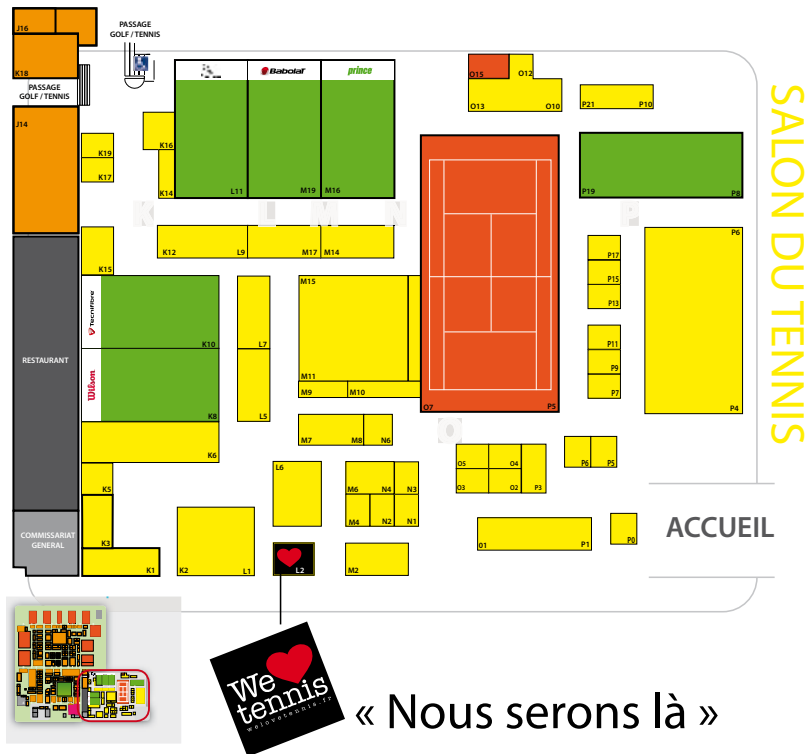 J16
PASSAGE
GOLF / TENNIS
K18
PASSAGE
GOLF / TENNIS
J14
K16
K19
K17
K14
Babolat
prince
L11
M19
M16
O15
O12
O13
O10
P21
P10
P19
P8
SALON DU TENNIS
K
L
M
N
P
K12
L9
M17
M14
K15
P6
P17
P15
P13
P11
P9
P7
P4
Tecnifibre
K10
Wilson
K8
L7
L5
M15
M11
M9
M10
O7
P5
RESTAURANT
K6
M7
M8
N6
O
O5
O4
O3
O2
P3
P6
P5
K5
L6
M6
N4
N3
M4
N2
N1
COMMISSARIAT
GENERAL
K3
K1
K2
L1
L2
M2
O1
P1
P0
ACCUEIL
We
tennis
welovetennis.fr
« Nous serons là »